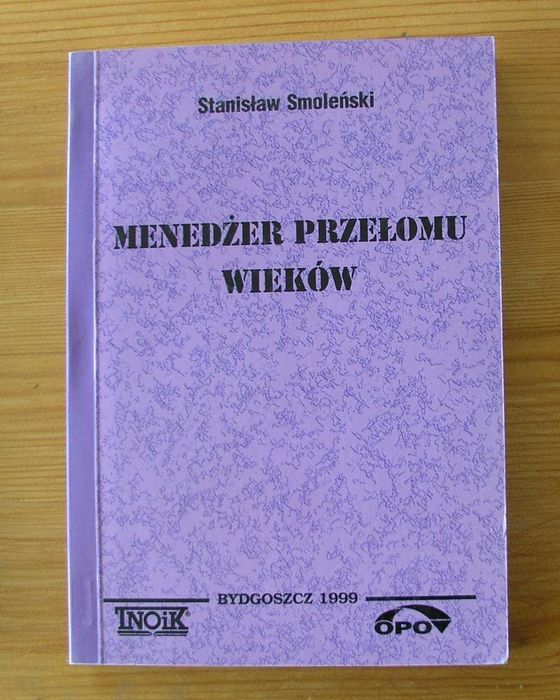 Stanisław Smoleński
MENEDŻER PRZEŁOMU
WIEKÓW
BYDGOSZCZ 1999
TNOiK®
OPO